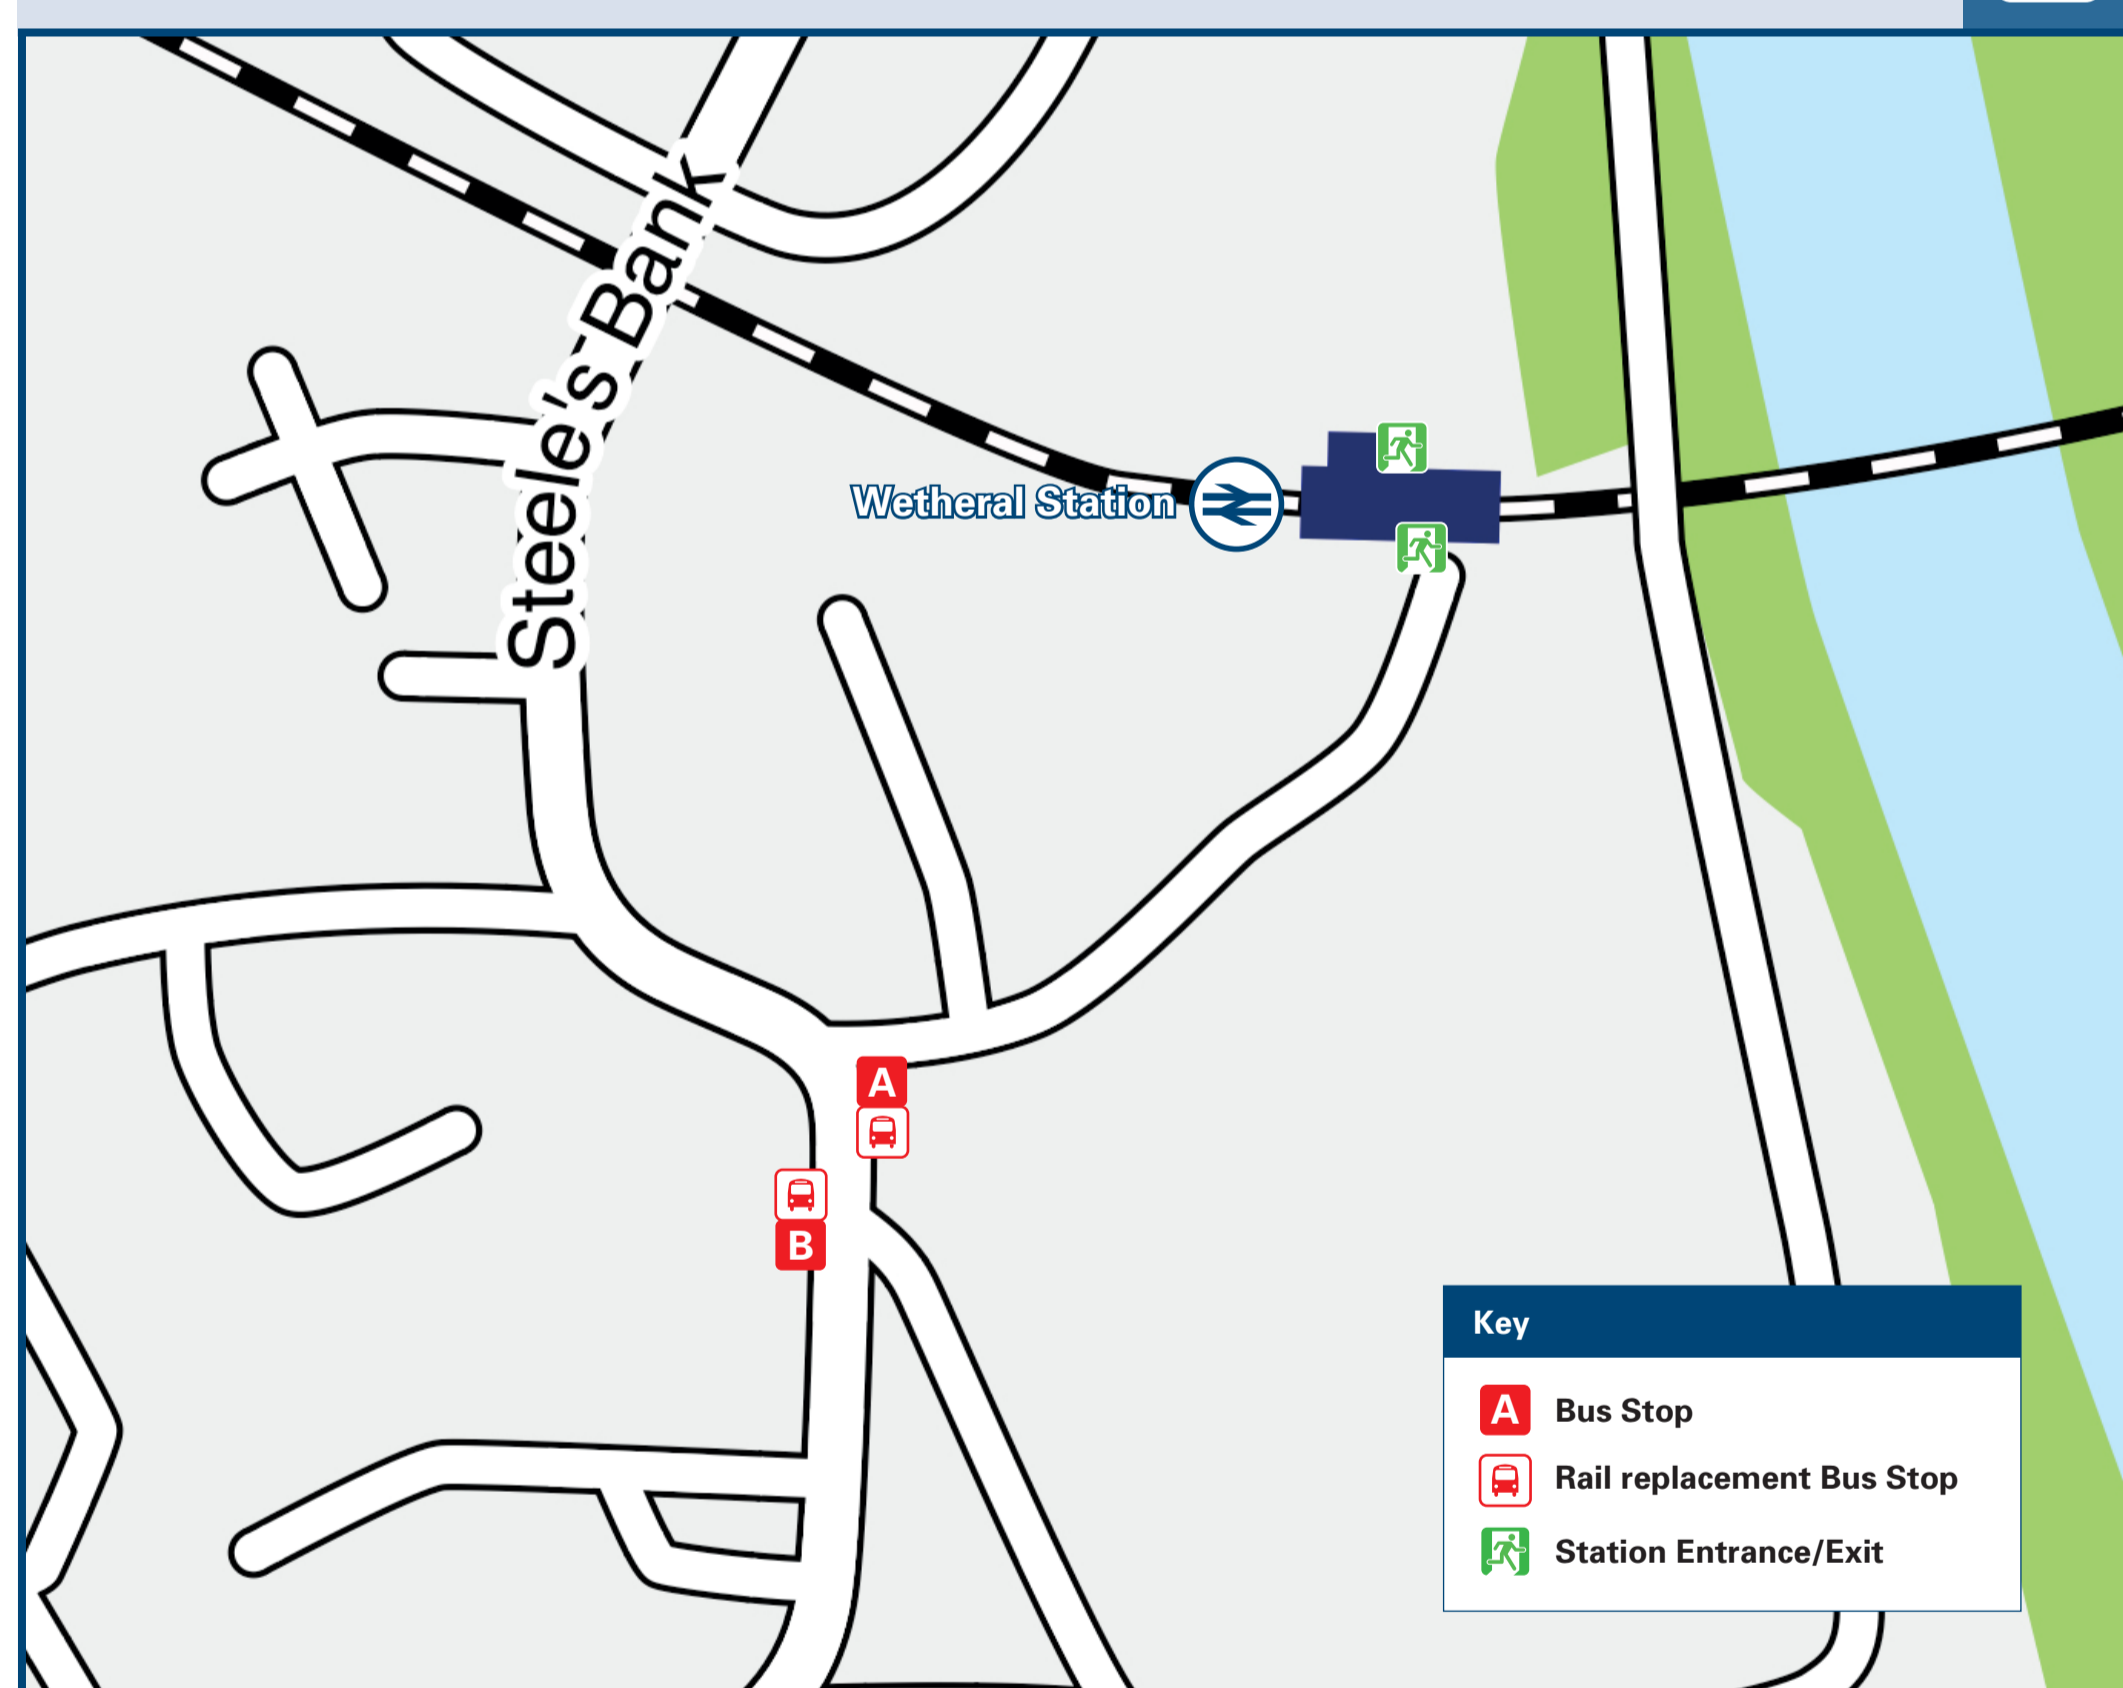 Steele's Bank
Wetheral Station
A
B
Key
A Bus Stop
Rail replacement Bus Stop
Station Entrance/Exit